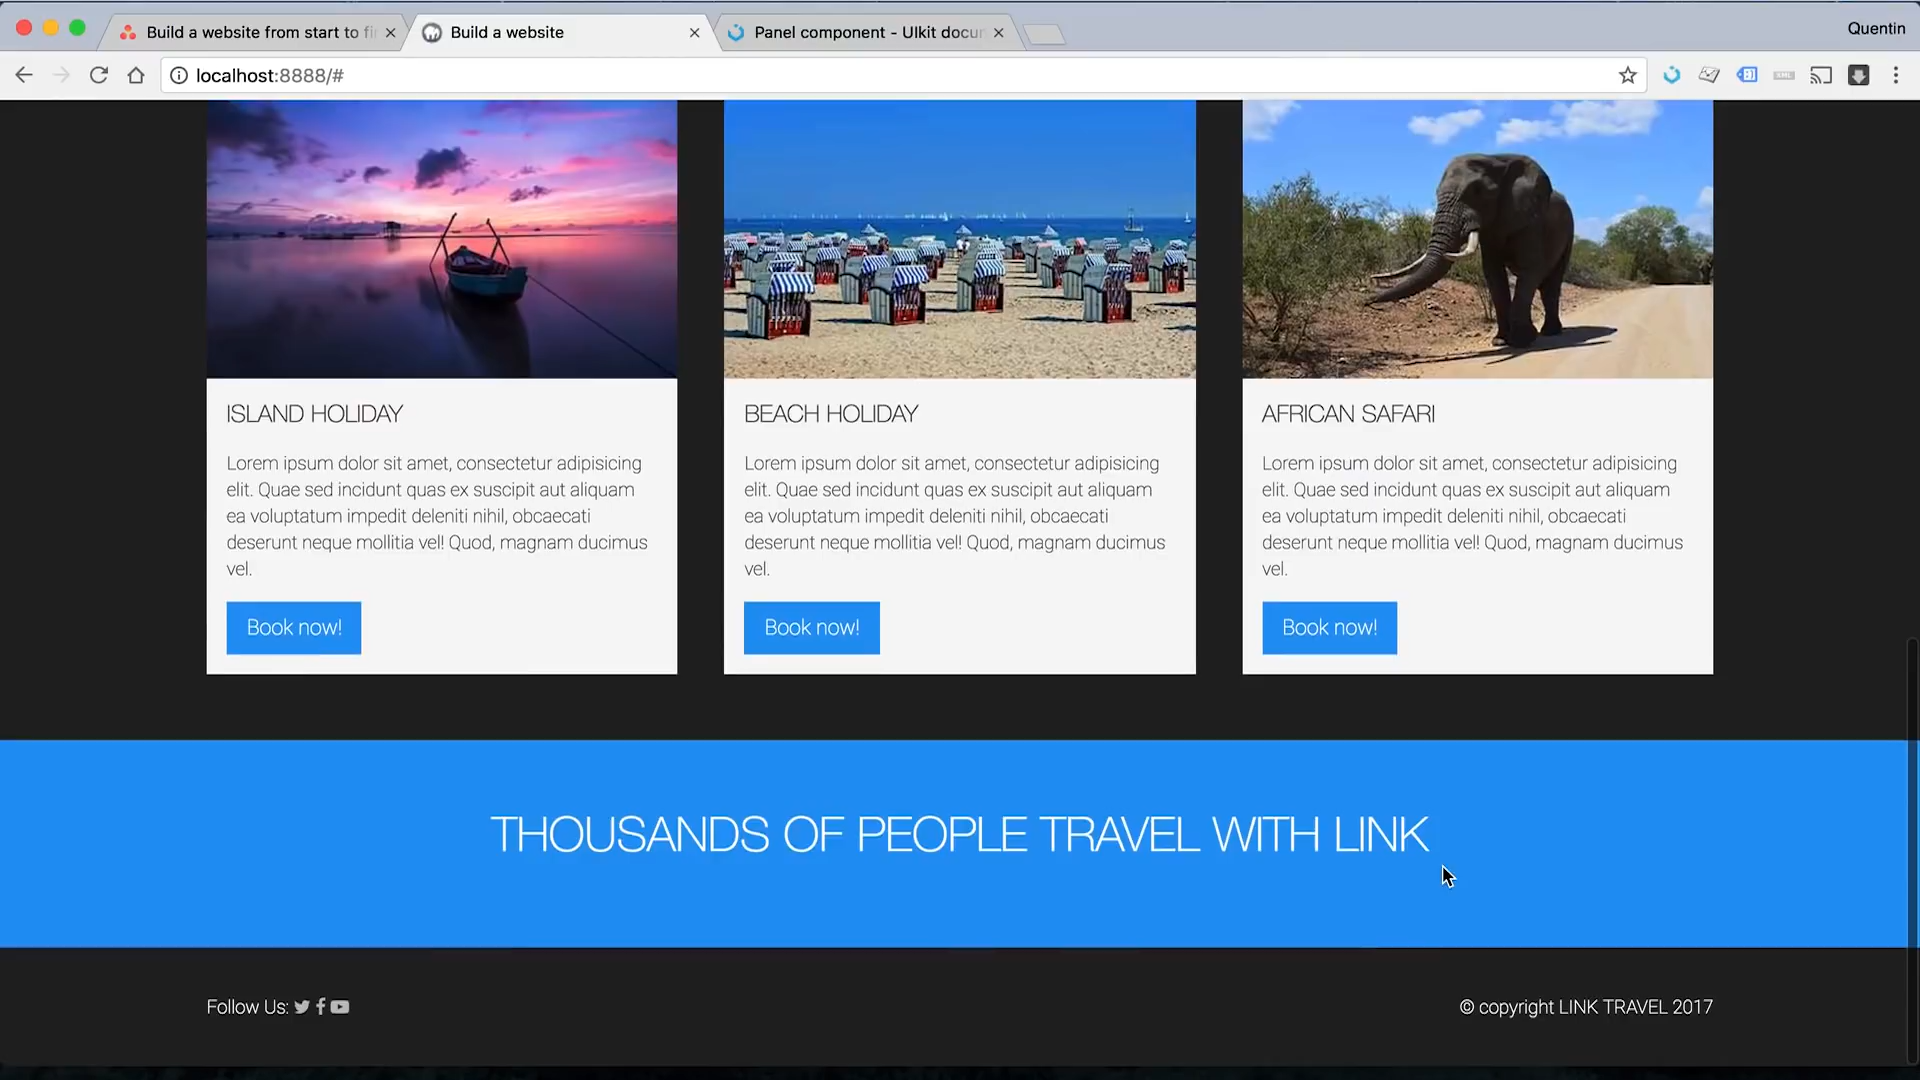 Build a website from start to fi
Build a website
Panel component - UIkit docum
Quentin
localhost:8888/#
ISLAND HOLIDAY
Lorem ipsum dolor sit amet, consectetur adipisicing
elit. Quae sed incidunt quas ex suscipit aut aliquam
ea voluptatum impedit deleniti nihil, obcaecati
deserunt neque mollitia vel! Quod, magnam ducimus
vel.
Book now!
BEACH HOLIDAY
Lorem ipsum dolor sit amet, consectetur adipisicing
elit. Quae sed incidunt quas ex suscipit aut aliquam
ea voluptatum impedit deleniti nihil, obcaecati
deserunt neque mollitia vel! Quod, magnam ducimus
vel.
Book now!
AFRICAN SAFARI
Lorem ipsum dolor sit amet, consectetur adipisicing
elit. Quae sed incidunt quas ex suscipit aut aliquam
ea voluptatum impedit deleniti nihil, obcaecati
deserunt neque mollitia vel! Quod, magnam ducimus
vel.
Book now!
THOUSANDS OF PEOPLE TRAVEL WITH LINK
Follow Us:
© copyright LINK TRAVEL 2017